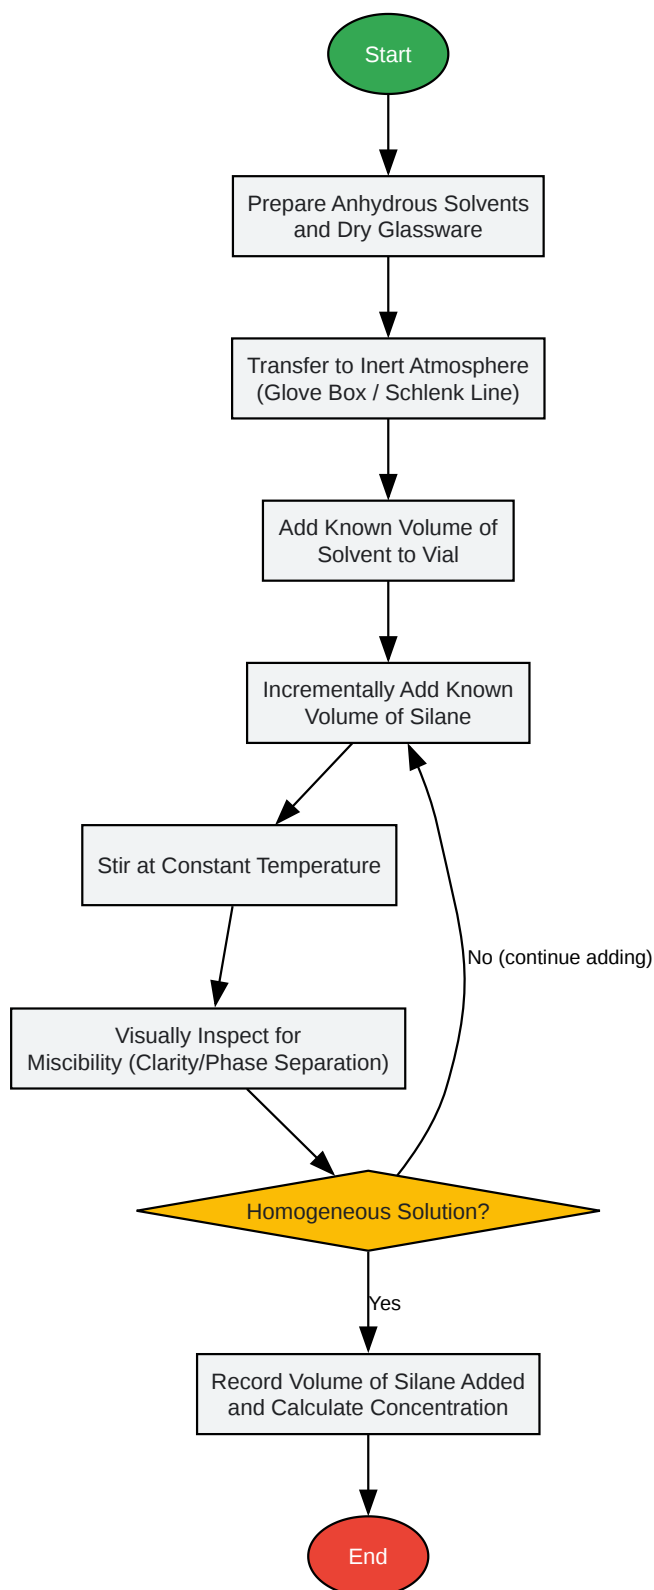 Start
Prepare Anhydrous Solvents
and Dry Glassware
Transfer to Inert Atmosphere
(Glove Box / Schlenk Line)
Add Known Volume of
Solvent to Vial
Incrementally Add Known
Volume of Silane
Stir at Constant Temperature
No (continue adding)
Visually Inspect for
Miscibility (Clarity/Phase Separation)
Homogeneous Solution?
Yes
Record Volume of Silane Added
and Calculate Concentration
End